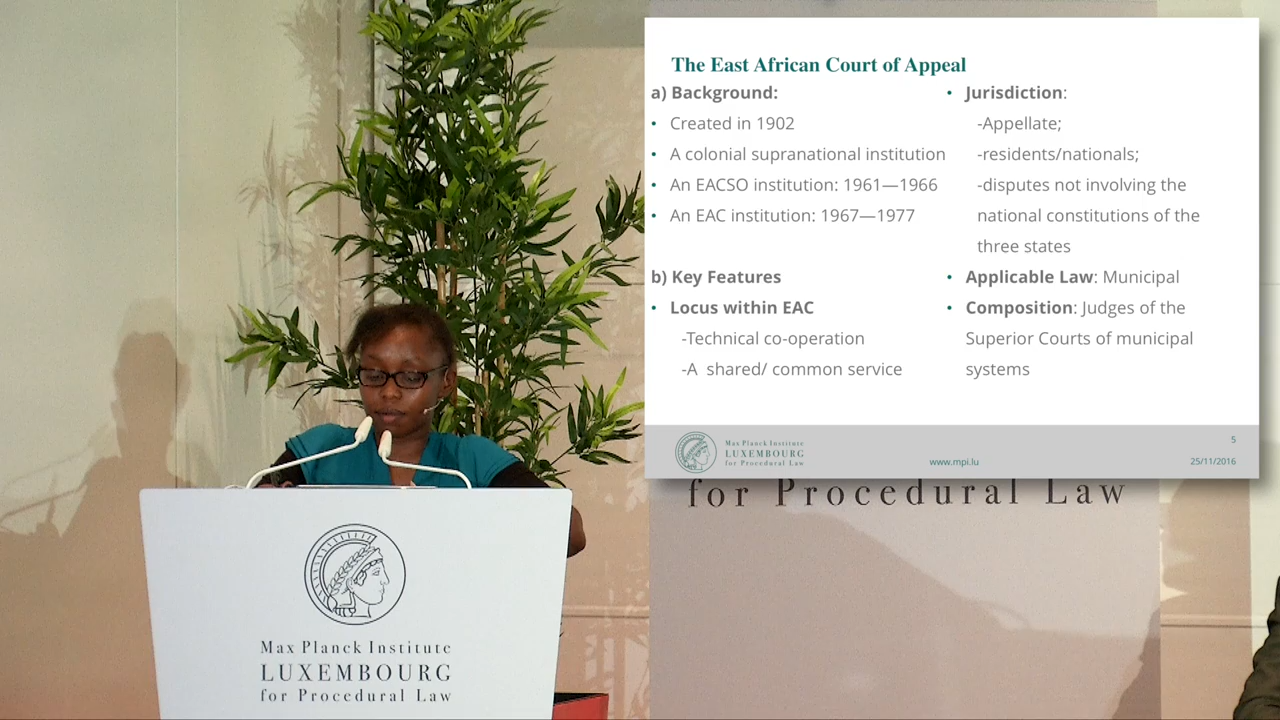 The East African Court of Appeal
a) Background:
• Created in 1902
• A colonial supranational institution
• An EACSO institution: 1961—1966
• An EAC institution: 1967—1977
b) Key Features
• Locus within EAC
-Technical co-operation
-A shared/ common service
• Jurisdiction:
-Appellate;
-residents/nationals;
-disputes not involving the
national constitutions of the
three states
• Applicable Law: Municipal
• Composition: Judges of the
Superior Courts of municipal
systems
Max Planck Institute
LUXEMBOURG
for Procedural Law
www.mpi.lu
5
25/11/2016
for Procedural Law
Max Planck Institute
LUXEMBOURG
for Procedural Law